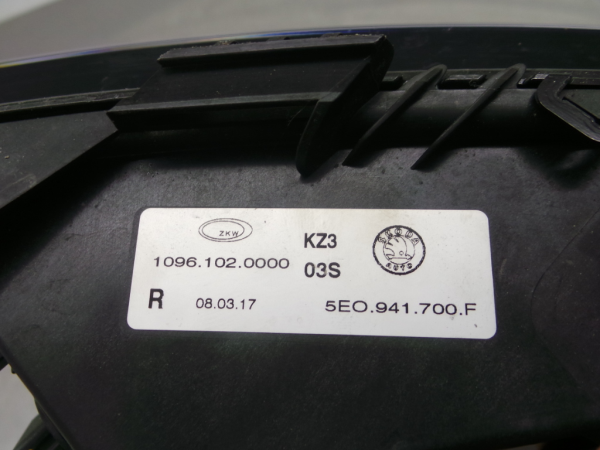 ZKW
KZ3
SKODA
AUTO
1096.102.0000
03S
R
08.03.17
5EO.941.700.F